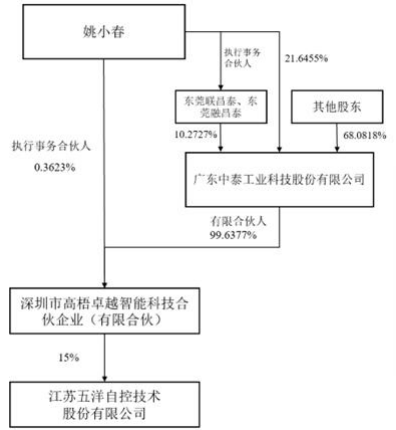 姚小春
执行事务
合伙人
21.6455%
东莞联昌泰、东
莞融昌泰
其他股东
10.2727%
68.0818%
执行事务合伙人
0.3623%
广东中泰工业科技股份有限公司
有限合伙人
99.6377%
深圳市高梧卓越智能科技合
伙企业（有限合伙）
15%
江苏五洋自控技术
股份有限公司